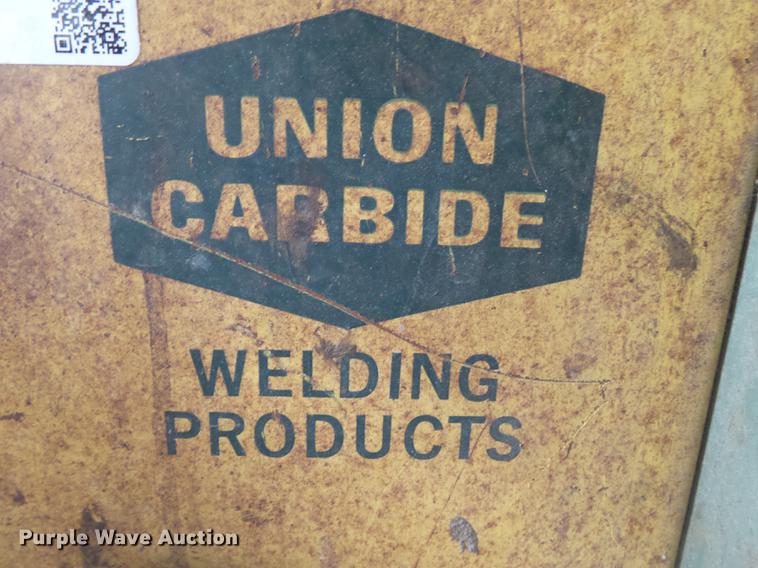 UNION
CARBIDE
WELDING
PRODUCTS
Purple Wave Auction